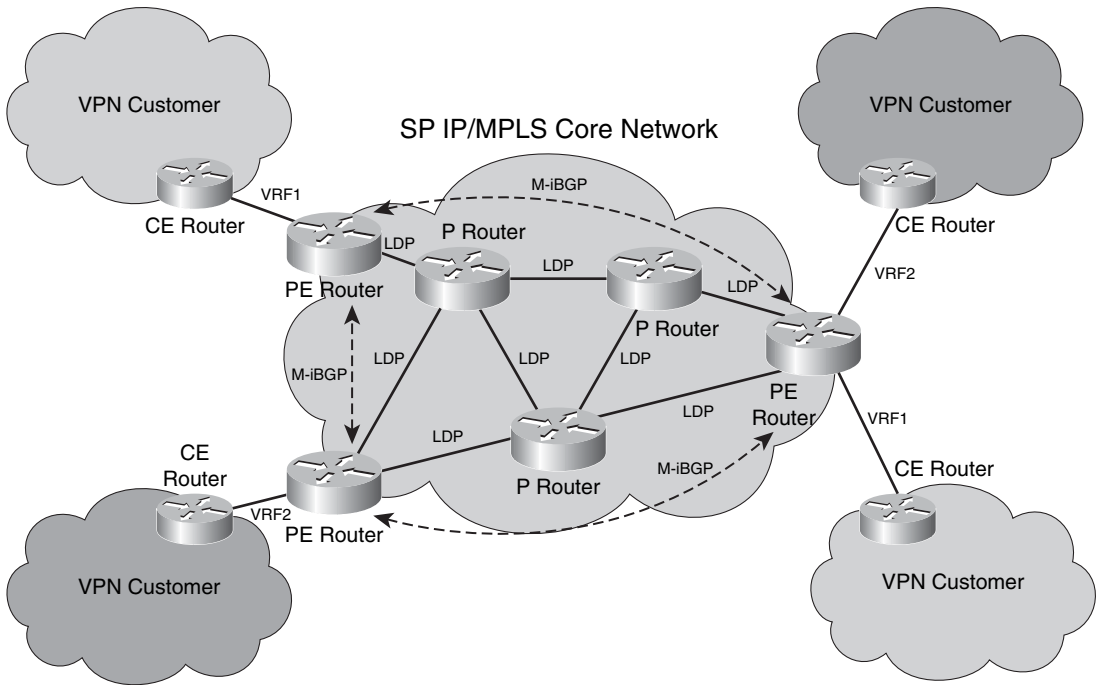 VPN Customer
VPN Customer
SP IP/MPLS Core Network
M-iBGP
VRF1
CE Router
CE Router
P Router
LDP
LDP
VRF2
LDP
PE Router
P Router
LDP
LDP
LDP
M-iBGP
PE
Router
LDP
VRF1
LDP
CE
Router
M-iBGP
CE Router
P Router
VRF2
PE Router
VPN Customer
VPN Customer